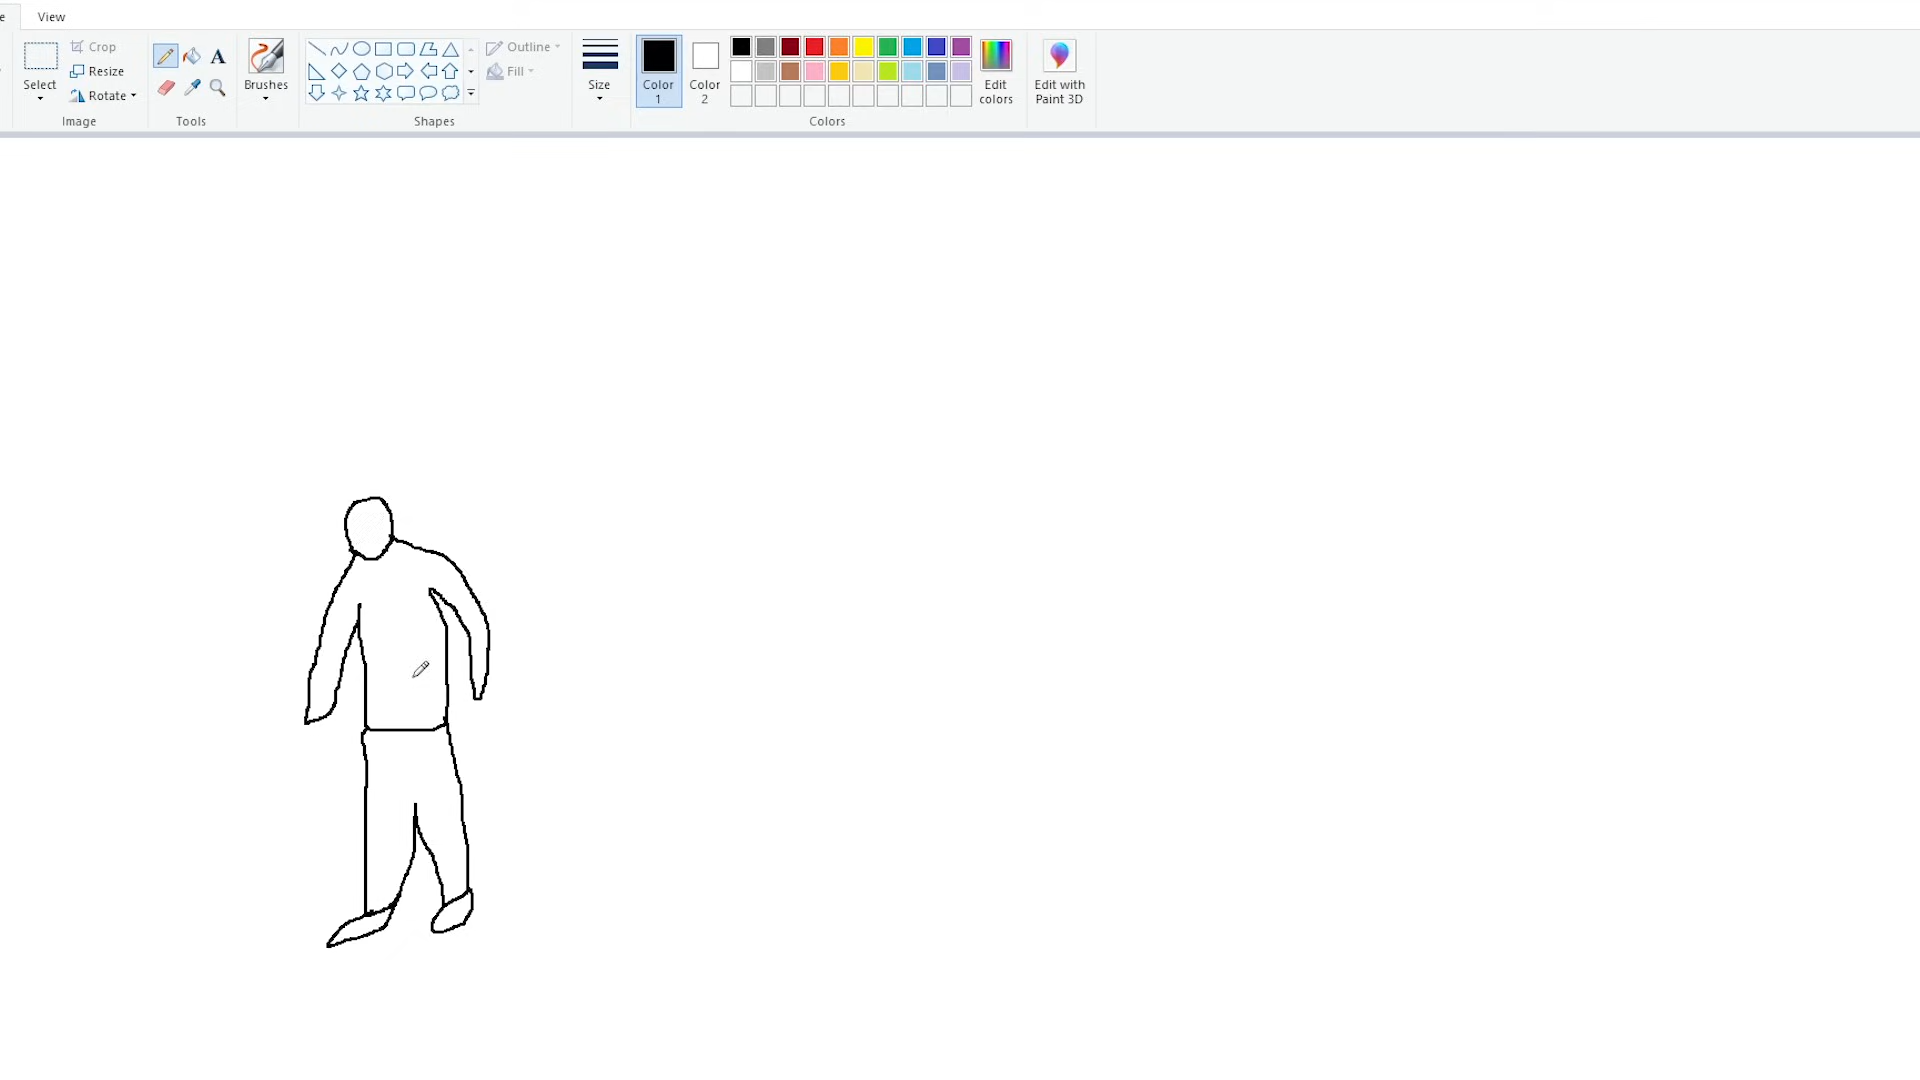 e View
Select
Crop
Resize
Rotate
Image
A
Tools
Brushes
Shapes
Outline
Fill
Size
Color
1
Color
2
Colors
Edit
colors
Edit with
Paint 3D